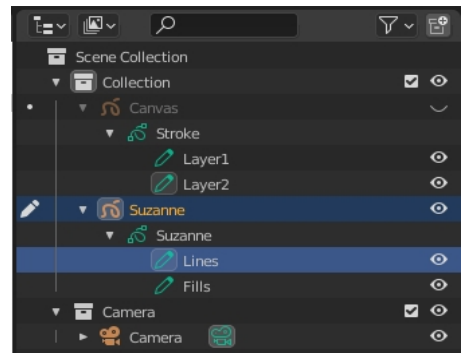 Scene Collection
Collection
Canvas
Stroke
Layer1
Layer2
Suzanne
Suzanne
Lines
Fills
Camera
Camera